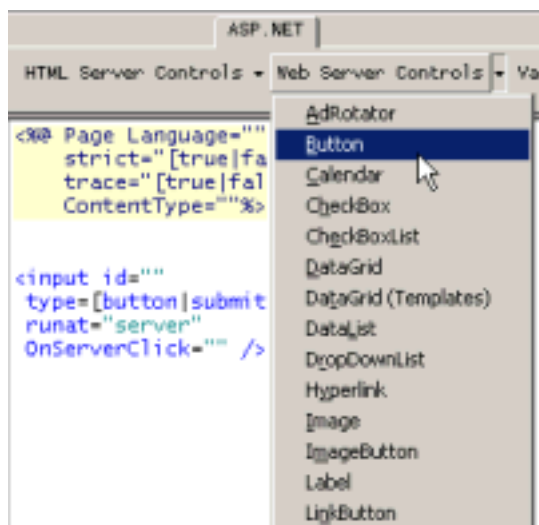 ASP.NET
HTML Server Controls Web Server Controls Va
AdRotator
Button
Calendar
CheckBox
CheckBoxList
DataGrid
DataGrid (Templates)
DataList
DropDownList
Hyperlink
Image
ImageButton
Label
LinkButton
<%@ Page Language=""
strict="[true|fa
trace="[true|fal
ContentType=""%>
<input id=""
type=[button|submit
runat="server"
OnServerClick="" />